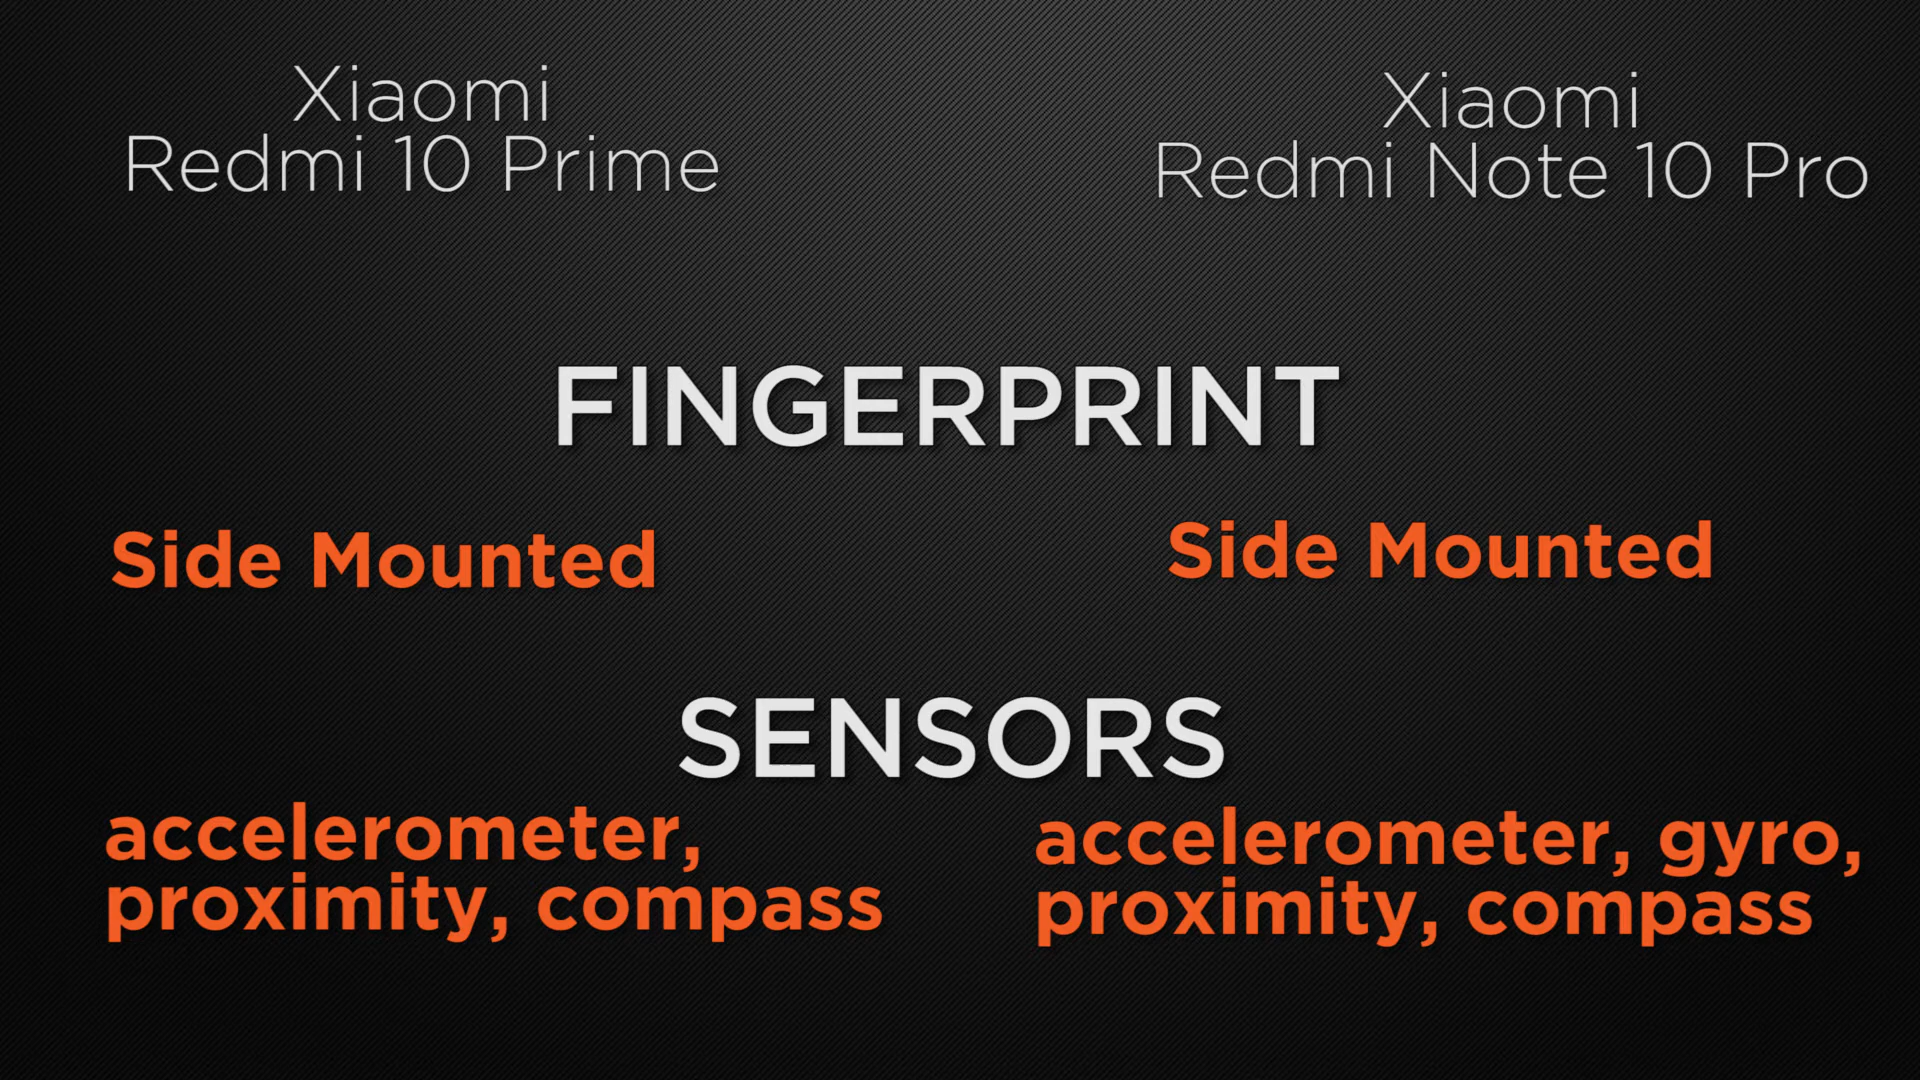 Xiaomi
Redmi 10 Prime
Xiaomi
Redmi Note 10 Pro
FINGERPRINT
Side Mounted
Side Mounted
SENSORS
accelerometer,
proximity, compass
accelerometer, gyro,
proximity, compass